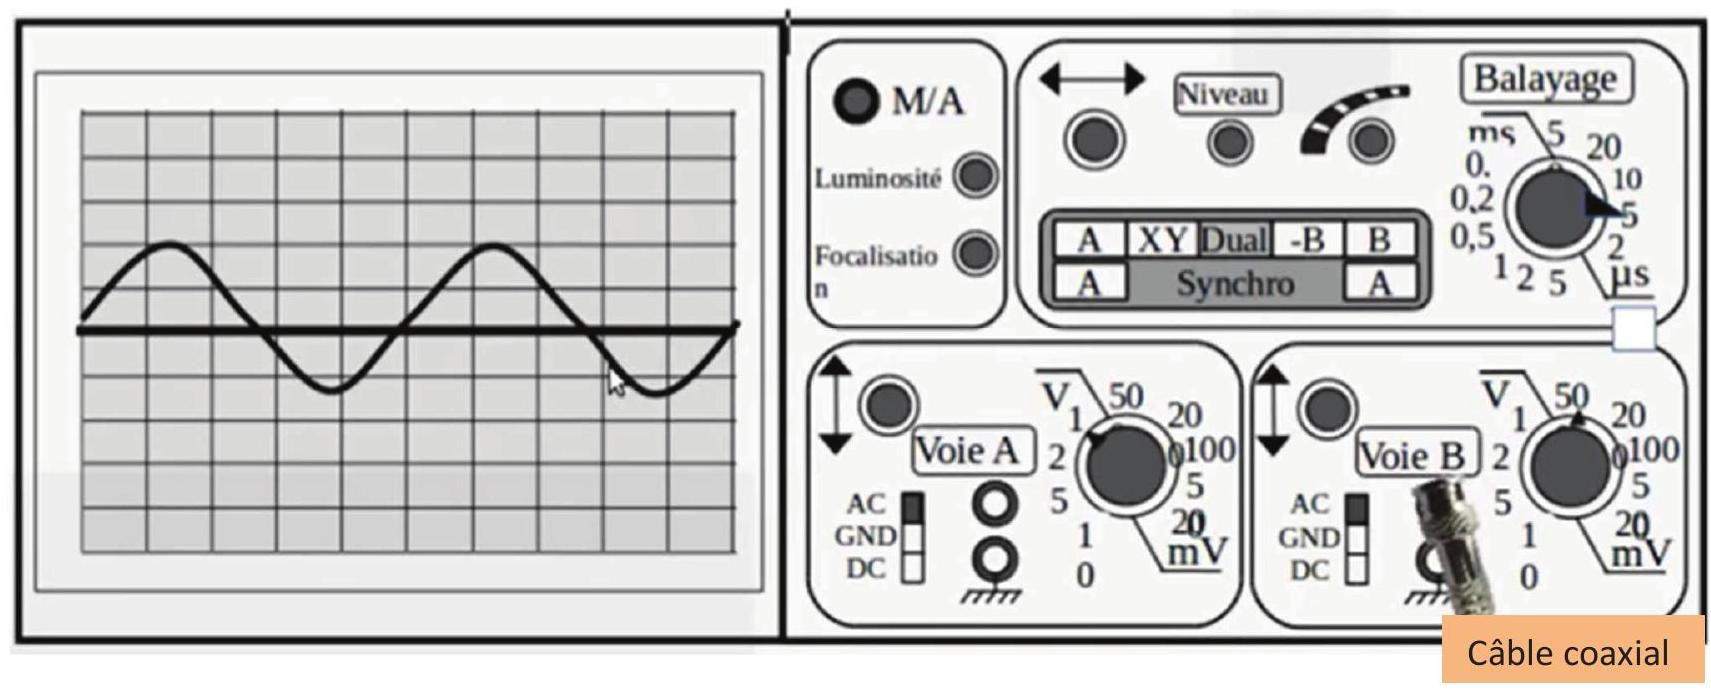 M/A
Luminosité
Focalisatio
n
Niveau
Balayage
ms
5
20
0.
10
0,2
5
0,5
2
1
2
5
µs
A XY Dual -B B
A Synchro A
V
50
1
20
Voie A
2
100
0
5
5
AC
20
0
GND
1
mV
DC
0
V
50
1
20
Voie B
2
100
0
5
5
AC
20
0
GND
1
mV
DC
0
Câble coaxial